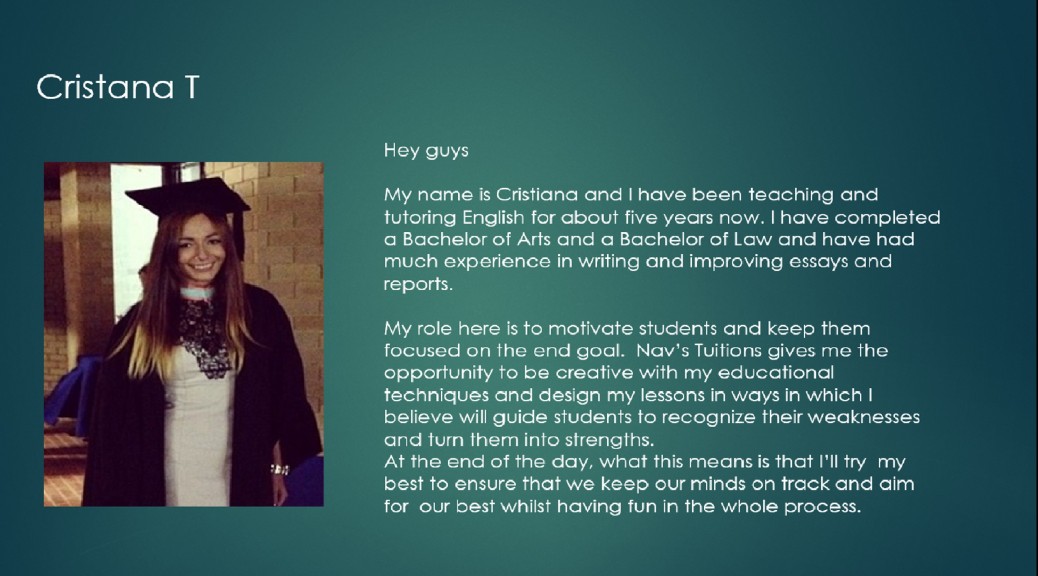 Cristana T
Hey guys
My name is Cristiana and I have been teaching and
tutoring English for about five years now. I have completed
a Bachelor of Arts and a Bachelor of Law and have had
much experience in writing and improving essays and
reports.
My role here is to motivate students and keep them
focused on the end goal.  Nav’s Tuitions gives me the
opportunity to be creative with my educational
techniques and design my lessons in ways in which I
believe will guide students to recognize their weaknesses
and turn them into strengths.
At the end of the day, what this means is that I’ll try  my
best to ensure that we keep our minds on track and aim
for  our best whilst having fun in the whole process.